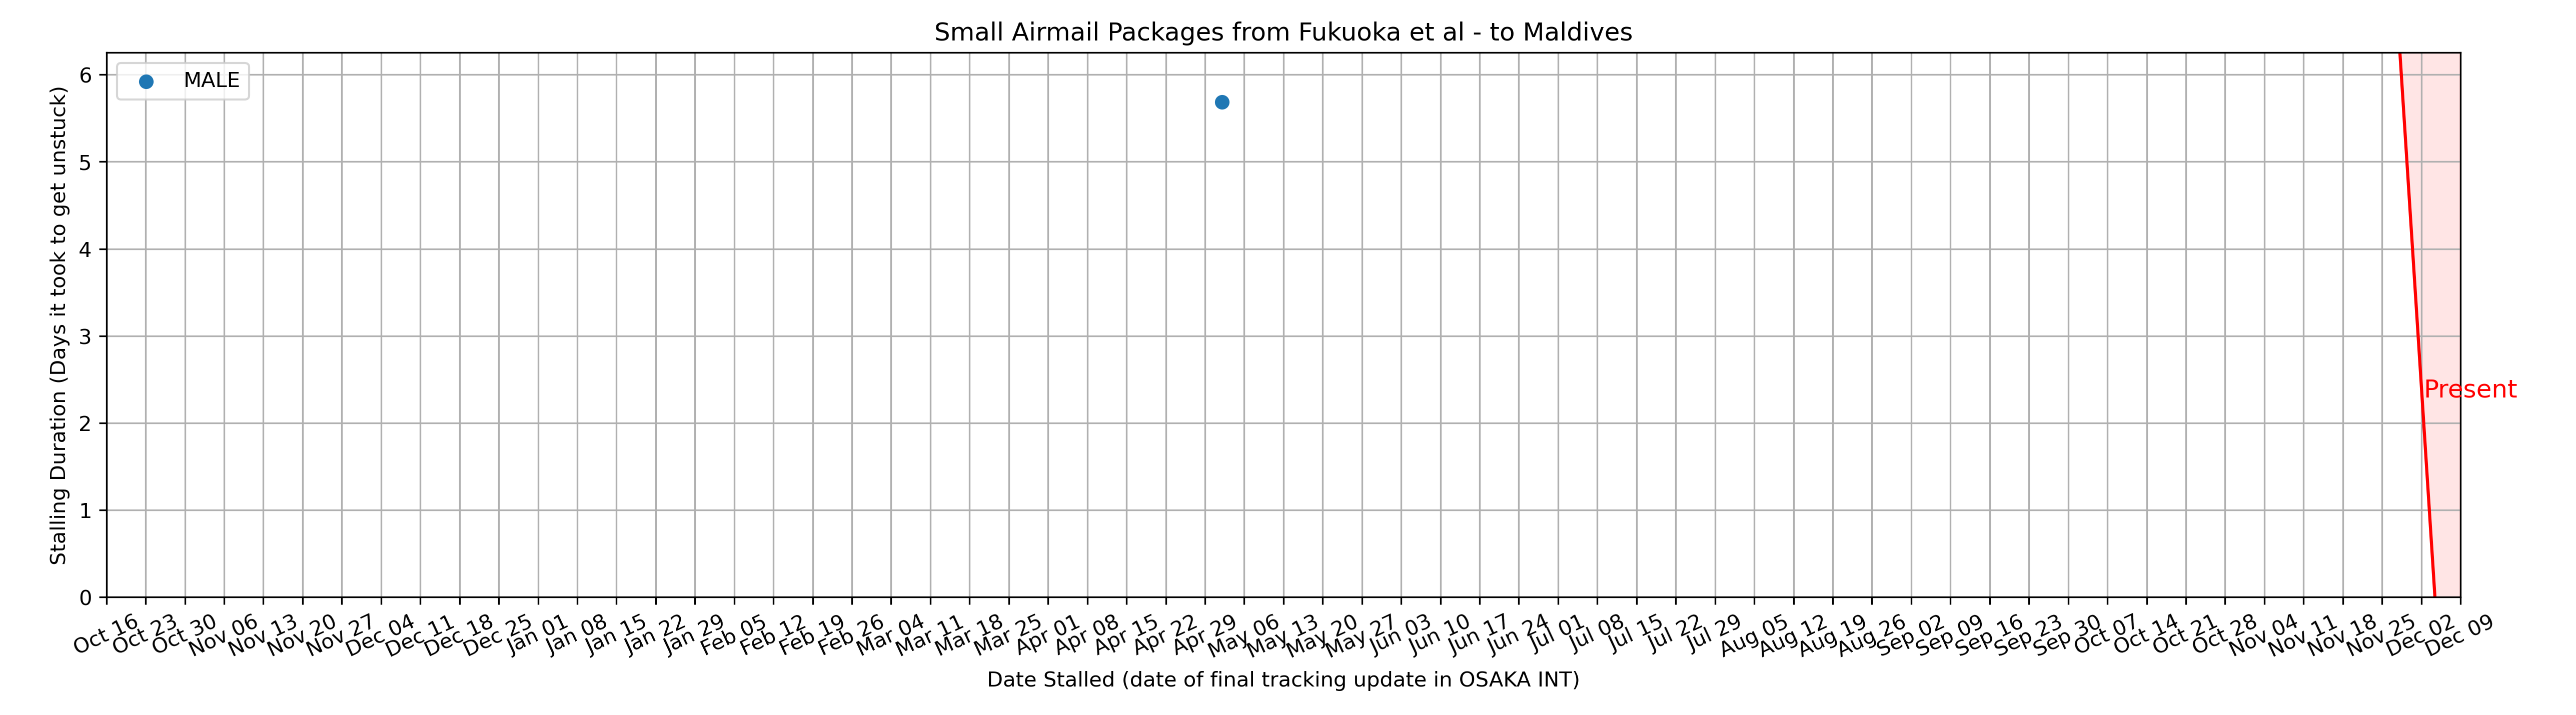 Small Airmail Packages from Fukuoka et al - to Maldives
MALE
6
5
4
3
2
1
0
Stalling Duration (Days it took to get unstuck)
Present
Oct 16
Oct 23
Oct 30
Nov 06
Nov 13
Nov 20
Nov 27
Dec 04
Dec 11
Dec 18
Dec 25
Jan 01
Jan 08
Jan 15
Jan 22
Jan 29
Feb 05
Feb 12
Feb 19
Feb 26
Mar 04
Mar 11
Mar 18
Mar 25
Apr 01
Apr 08
Apr 15
Apr 22
Apr 29
May 06
May 13
May 20
May 27
Jun 03
Jun 10
Jun 17
Jun 24
Jul 01
Jul 08
Jul 15
Jul 22
Jul 29
Aug 05
Aug 12
Aug 19
Aug 26
Sep 02
Sep 09
Sep 16
Sep 23
Sep 30
Oct 07
Oct 14
Oct 21
Oct 28
Nov 04
Nov 11
Nov 18
Nov 25
Dec 02
Dec 09
Date Stalled (date of final tracking update in OSAKA INT)